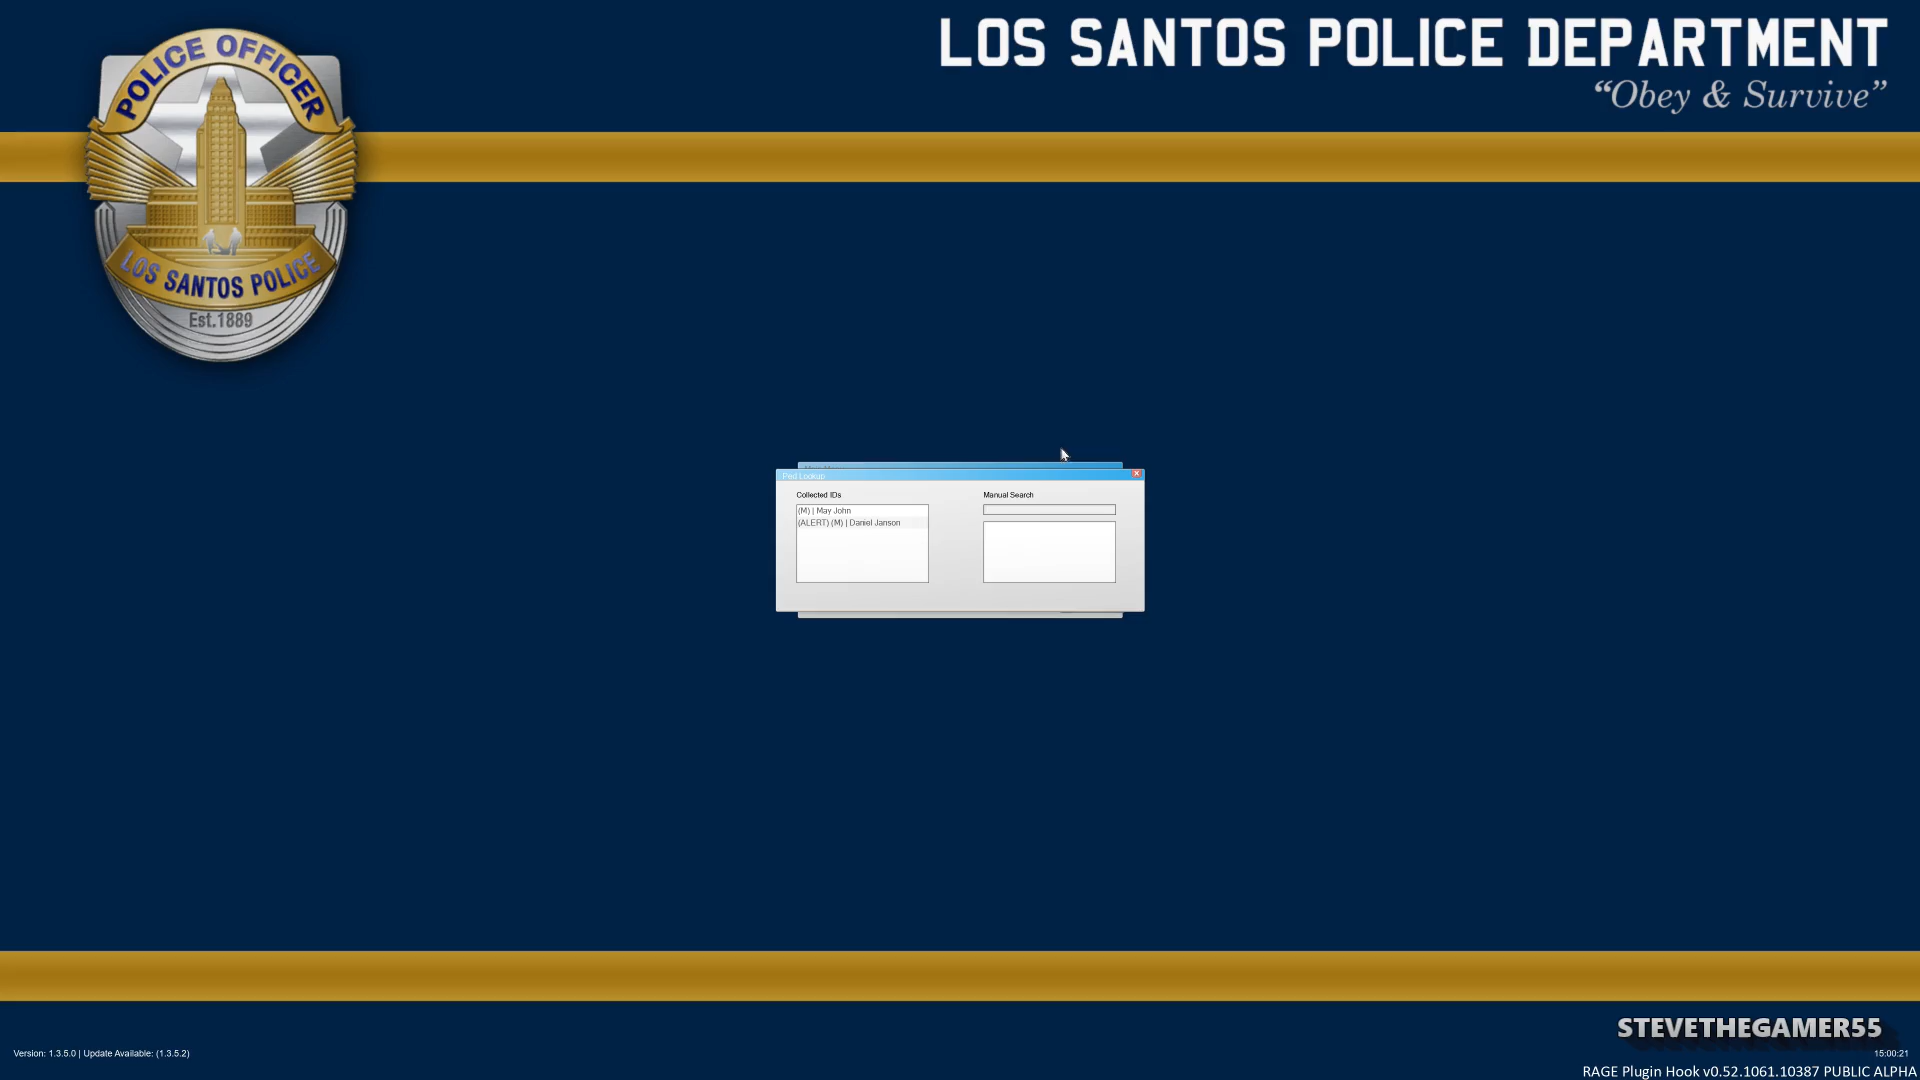 POLICE OFFICER
LOS SANTOS POLICE
Est.1889
LOS SANTOS POLICE DEPARTMENT
“Obey & Survive”
Ped Lookup
Collected IDs
(M) | May John
(ALERT) (M) | Daniel Janson
Manual Search
STEVETHEGAMER55
Version: 1.3.5.0 | Update Available: (1.3.5.2)
15:00:21
RAGE Plugin Hook v0.52.1061.10387 PUBLIC ALPHA